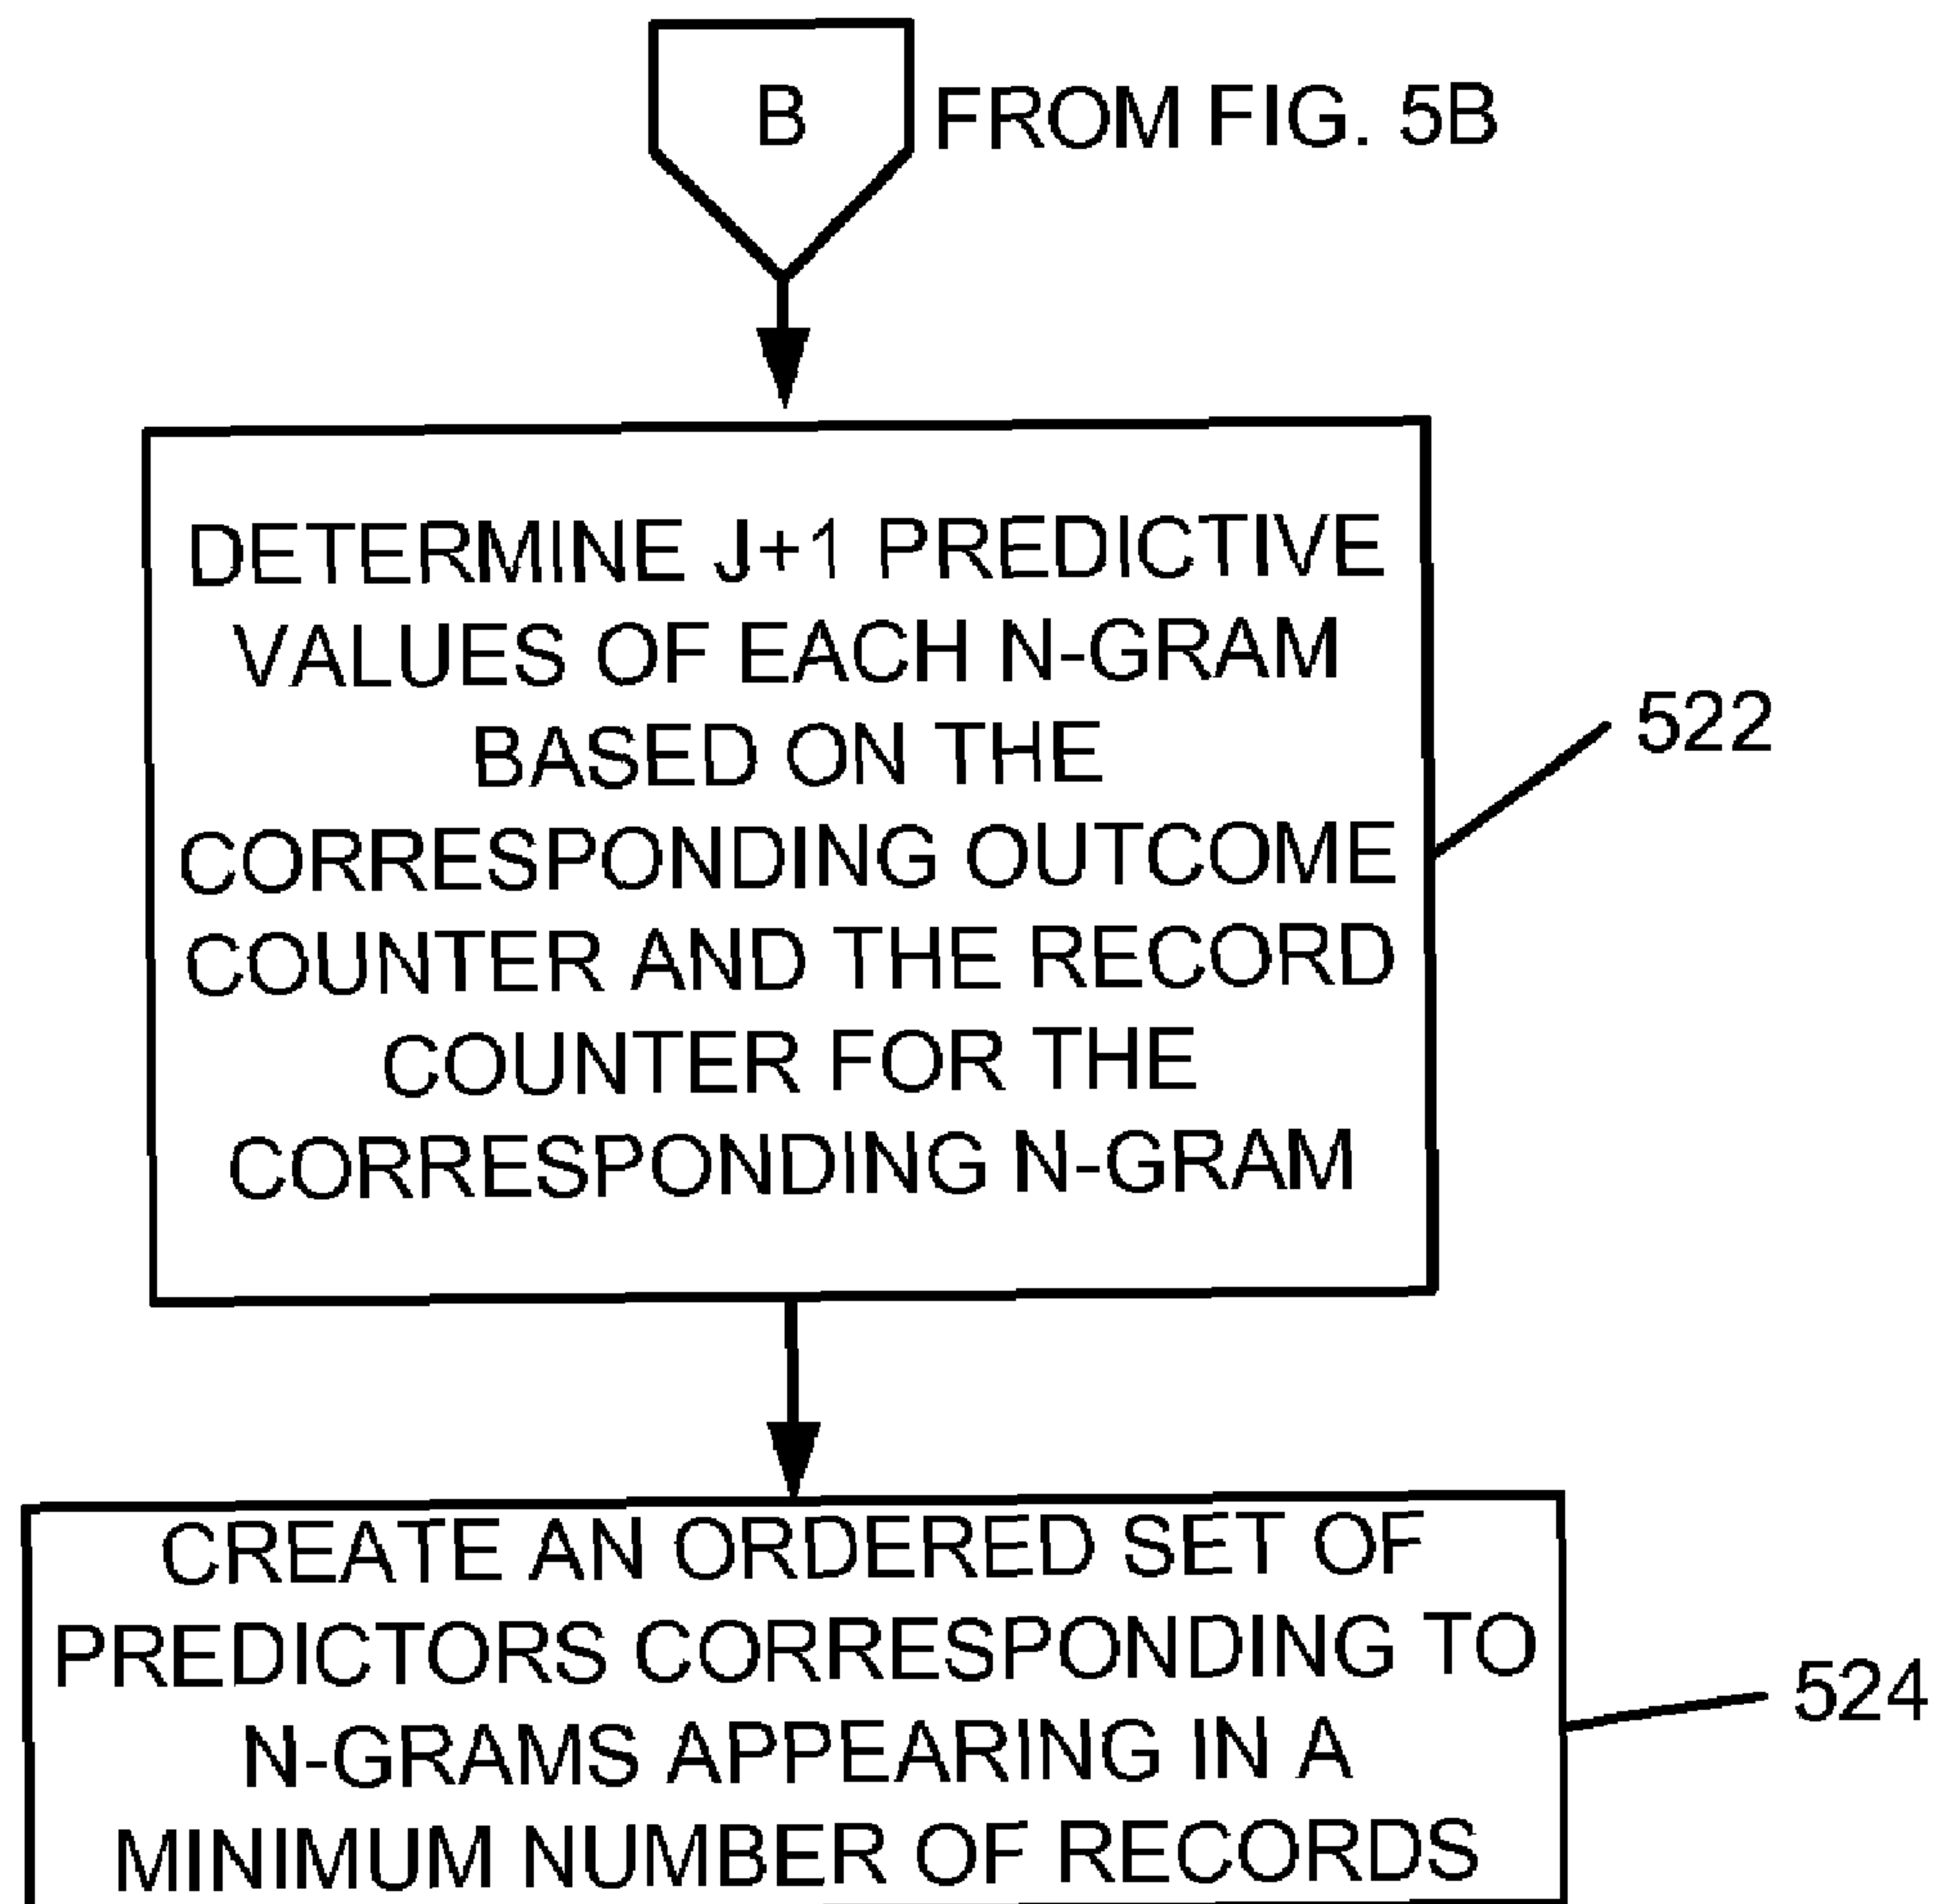 B
FROM FIG. 5B
DETERMINE J+1 PREDICTIVE
VALUES OF EACH N-GRAM
BASED ON THE
CORRESPONDING OUTCOME
COUNTER AND THE RECORD
COUNTER FOR THE
CORRESPONDING N-GRAM
522
CREATE AN ORDERED SET OF
PREDICTORS CORRESPONDING TO
N-GRAMS APPEARING IN A
MINIMUM NUMBER OF RECORDS
524